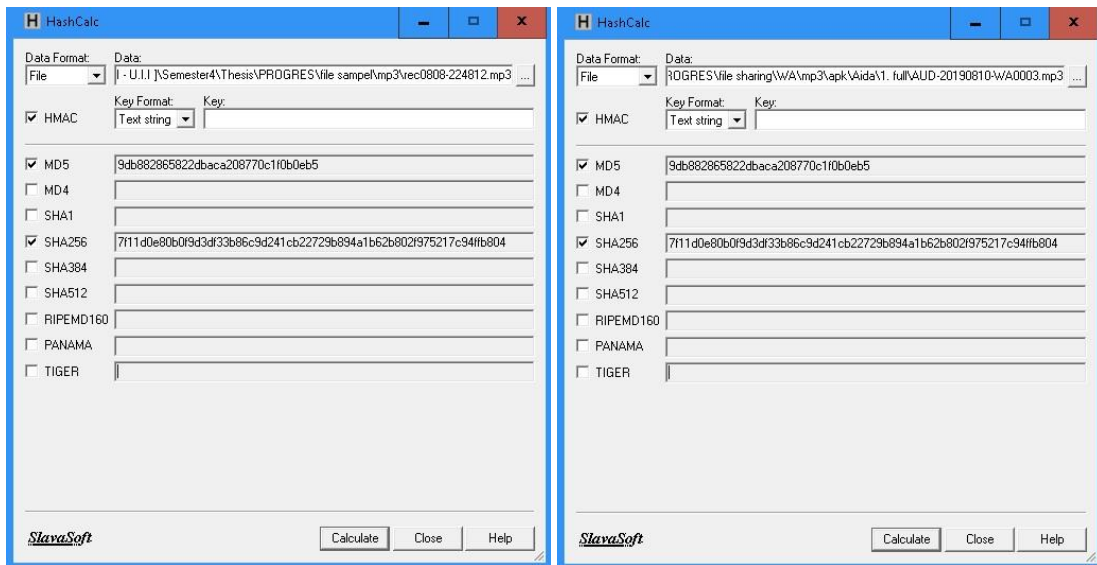 HashCalc
Data Format:
Data:
File
I - U.I.I ]\Semester4\Thesis\PROGRES\file sampel\mp3\rec0808-224812.mp3
...
Key Format:
Key:
HMAC
Text string
MD5
9db882865822dbaca208770c1f0b0eb5
MD4
SHA1
SHA256
7f11d0e80b0f9d3df33b86c9d241cb22729b894a1b62b802f975217c94ffb804
SHA384
SHA512
RIPEMD160
PANAMA
TIGER
SlavaSoft
Calculate
Close
Help
HashCalc
Data Format:
Data:
File
ROGRES\file sharing\WA\mp3\apk\Aida\1. full\AUD-20190810-WA0003.mp3
...
Key Format:
Key:
HMAC
Text string
MD5
9db882865822dbaca208770c1f0b0eb5
MD4
SHA1
SHA256
7f11d0e80b0f9d3df33b86c9d241cb22729b894a1b62b802f975217c94ffb804
SHA384
SHA512
RIPEMD160
PANAMA
TIGER
SlavaSoft
Calculate
Close
Help